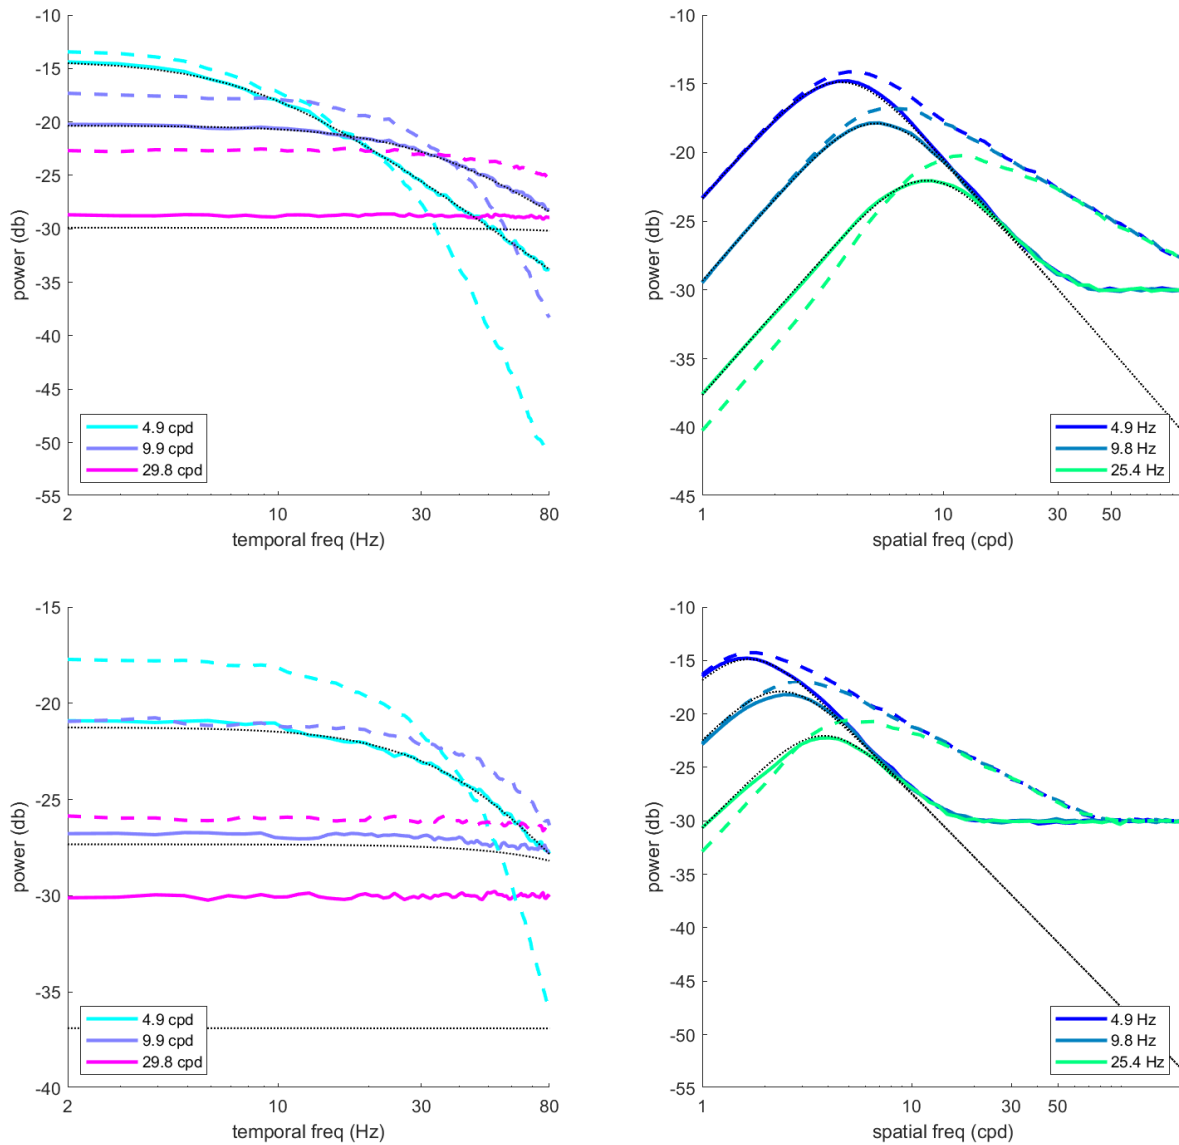 -10
-15
-20
-25
-30
-35
-40
-45
-50
-55
power (db)
4.9 cpd
9.9 cpd
29.8 cpd
2
10
30
80
temporal freq (Hz)
-10
-15
-20
-25
-30
-35
-40
-45
power (db)
4.9 Hz
9.8 Hz
25.4 Hz
1
10
30
50
spatial freq (cpd)
-15
-20
-25
-30
-35
-40
power (db)
4.9 cpd
9.9 cpd
29.8 cpd
2
10
30
80
temporal freq (Hz)
-10
-15
-20
-25
-30
-35
-40
-45
-50
-55
power (db)
4.9 Hz
9.8 Hz
25.4 Hz
1
10
30
50
spatial freq (cpd)